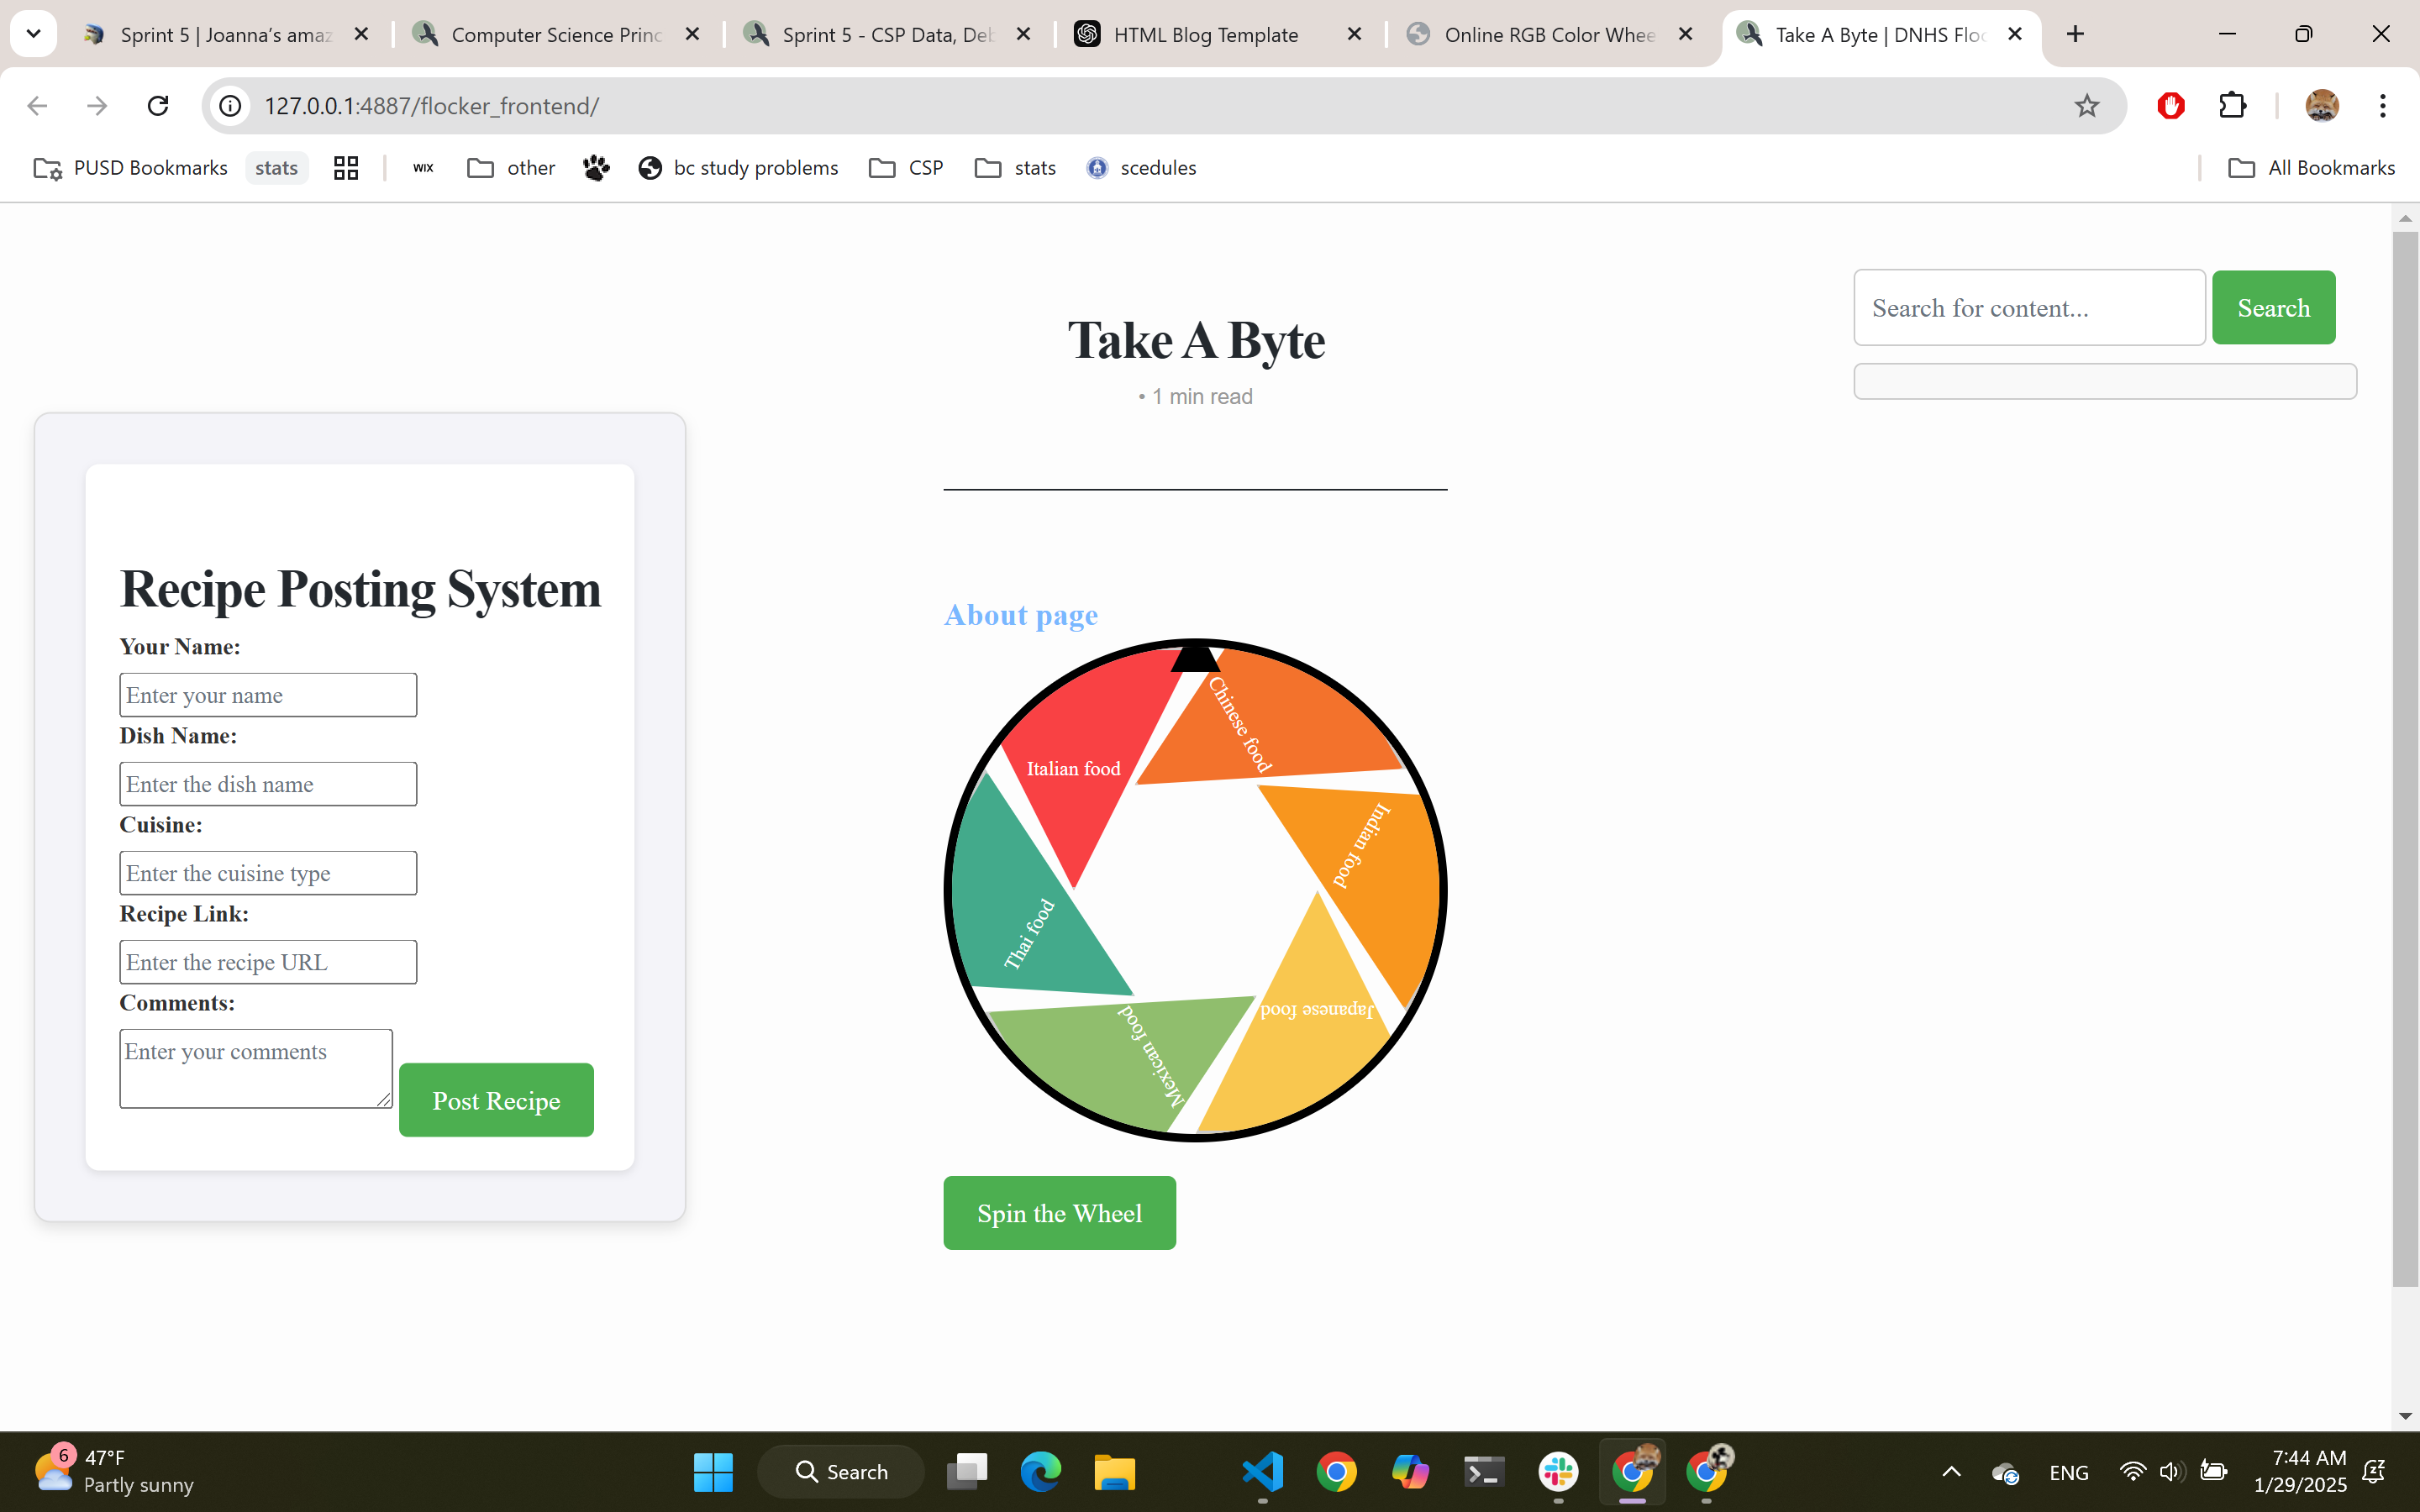 Sprint 5 | Joanna's amaz
Computer Science Princ
Sprint 5 - CSP Data, Deb
HTML Blog Template
Online RGB Color Whee
Take A Byte | DNHS Floc
127.0.0.1:4887/flocker_frontend/
PUSD Bookmarks
stats
WIX
other
bc study problems
CSP
stats
scedules
All Bookmarks
Search for content...
Search
Take A Byte
• 1 min read
Recipe Posting System
Your Name:
Enter your name
Dish Name:
Enter the dish name
Cuisine:
Enter the cuisine type
Recipe Link:
Enter the recipe URL
Comments:
Enter your comments
Post Recipe
About page
Italian food
Chinese food
Indian food
Japanese food
Mexican food
Thai food
Spin the Wheel
6
47°F
Partly sunny
Search
ENG
7:44 AM
1/29/2025